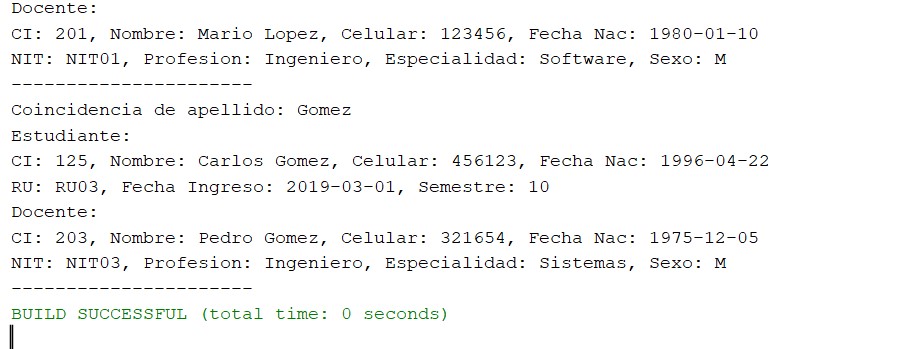 Docente:
CI: 201, Nombre: Mario Lopez, Celular: 123456, Fecha Nac: 1980-01-10
NIT: NIT01, Profesion: Ingeniero, Especialidad: Software, Sexo: M
----------------------
Coincidencia de apellido: Gomez
Estudiante:
CI: 125, Nombre: Carlos Gomez, Celular: 456123, Fecha Nac: 1996-04-22
RU: RU03, Fecha Ingreso: 2019-03-01, Semestre: 10
Docente:
CI: 203, Nombre: Pedro Gomez, Celular: 321654, Fecha Nac: 1975-12-05
NIT: NIT03, Profesion: Ingeniero, Especialidad: Sistemas, Sexo: M
----------------------
BUILD SUCCESSFUL (total time: 0 seconds)